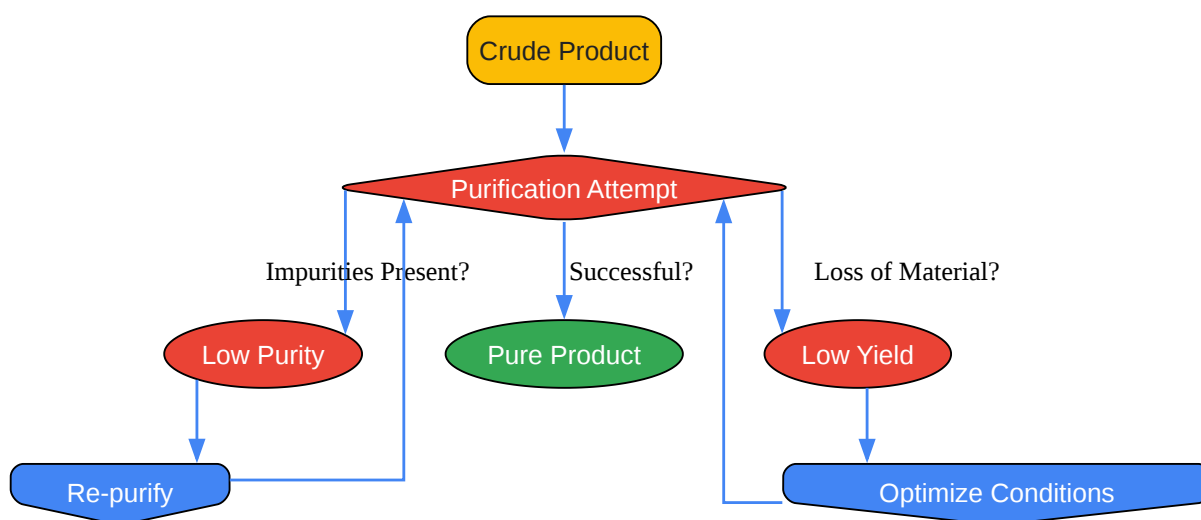 Crude Product
Purification Attempt
Impurities Present?
Successful?
Loss of Material?
Low Purity
Pure Product
Low Yield
Re-purify
Optimize Conditions